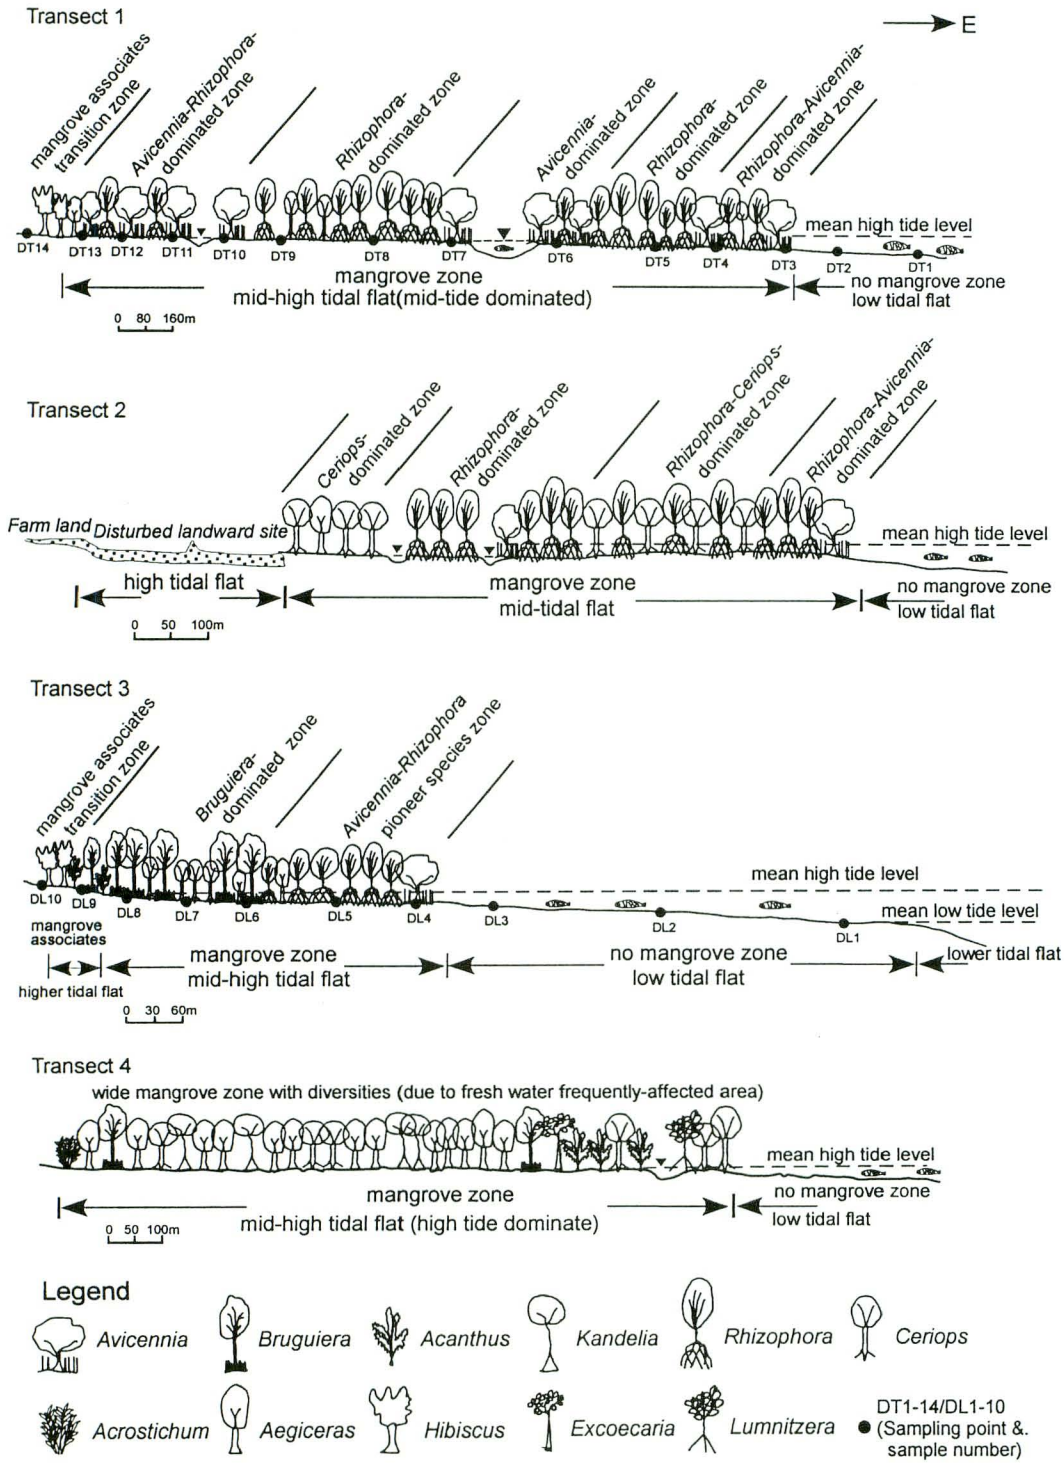 Transect 1
E
mangrove associates
transition zone
Avicennia-Rhizophora-
dominated zone
Rhizophora-
dominated zone
Avicennia-
dominated zone
Rhizophora-
dominated zone
Rhizophora-Avicennia-
dominated zone
mean high tide level
DT14 DT13 DT12 DT11 DT10 DT9 DT8 DT7 DT6 DT5 DT4 DT3 DT2 DT1
mangrove zone
mid-high tidal flat(mid-tide dominated)
no mangrove zone
low tidal flat
0 80 160m
Transect 2
Ceriops-
dominated zone
Rhizophora-
dominated zone
Rhizophora-Ceriops-
dominated zone
Rhizophora-Avicennia-
dominated zone
Farm land Disturbed landward site
mean high tide level
high tidal flat
mangrove zone
mid-tidal flat
no mangrove zone
low tidal flat
0 50 100m
Transect 3
mangrove associates
transition zone
Bruguiera-
dominated zone
Avicennia-Rhizophora
pioneer species zone
mean high tide level
mean low tide level
DL10 DL9 DL8 DL7 DL6 DL5 DL4 DL3 DL2 DL1
mangrove
associates
higher tidal flat
mangrove zone
mid-high tidal flat
no mangrove zone
low tidal flat
lower tidal flat
0 30 60m
Transect 4
wide mangrove zone with diversities (due to fresh water frequently-affected area)
mean high tide level
mangrove zone
mid-high tidal flat (high tide dominate)
no mangrove zone
low tidal flat
0 50 100m
Legend
Avicennia Bruguiera Acanthus Kandelia Rhizophora Ceriops
Acrostichum Aegiceras Hibiscus Excoecaria Lumnitzera
DT1-14/DL1-10
(Sampling point &.
sample number)